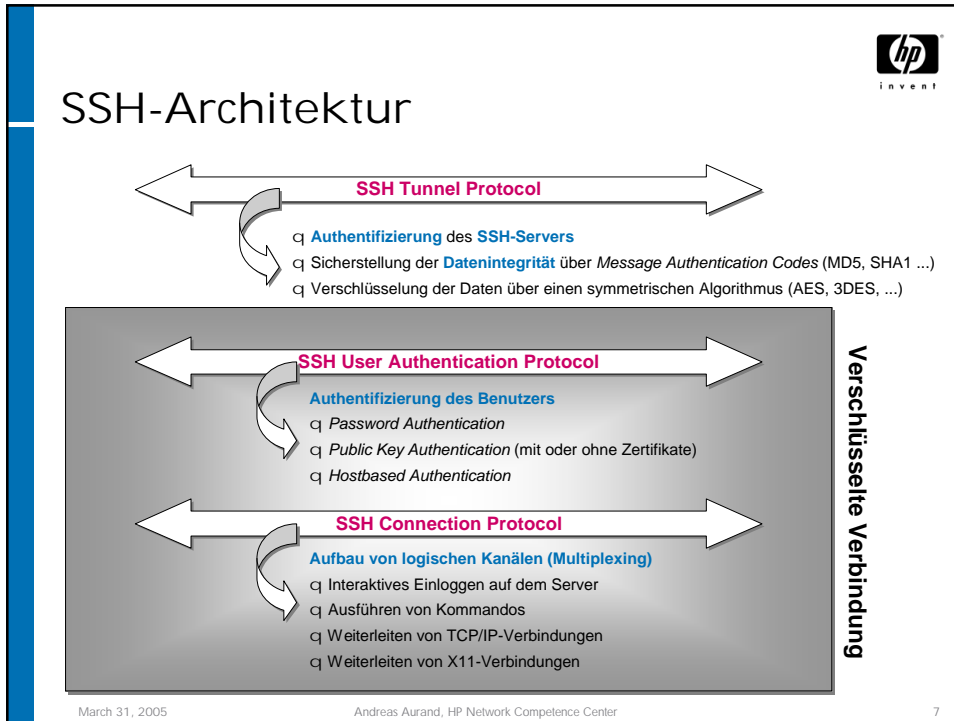 hp
invent
SSH-Architektur
SSH Tunnel Protocol
q Authentifizierung des SSH-Servers
q Sicherstellung der Datenintegrität über Message Authentication Codes (MD5, SHA1 ...)
q Verschlüsselung der Daten über einen symmetrischen Algorithmus (AES, 3DES, ...)
SSH User Authentication Protocol
Authentifizierung des Benutzers
q Password Authentication
q Public Key Authentication (mit oder ohne Zertifikate)
q Hostbased Authentication
SSH Connection Protocol
Aufbau von logischen Kanälen (Multiplexing)
q Interaktives Einloggen auf dem Server
q Ausführen von Kommandos
q Weiterleiten von TCP/IP-Verbindungen
q Weiterleiten von X11-Verbindungen
Verschlüsselte Verbindung
March 31, 2005
Andreas Aurand, HP Network Competence Center
7